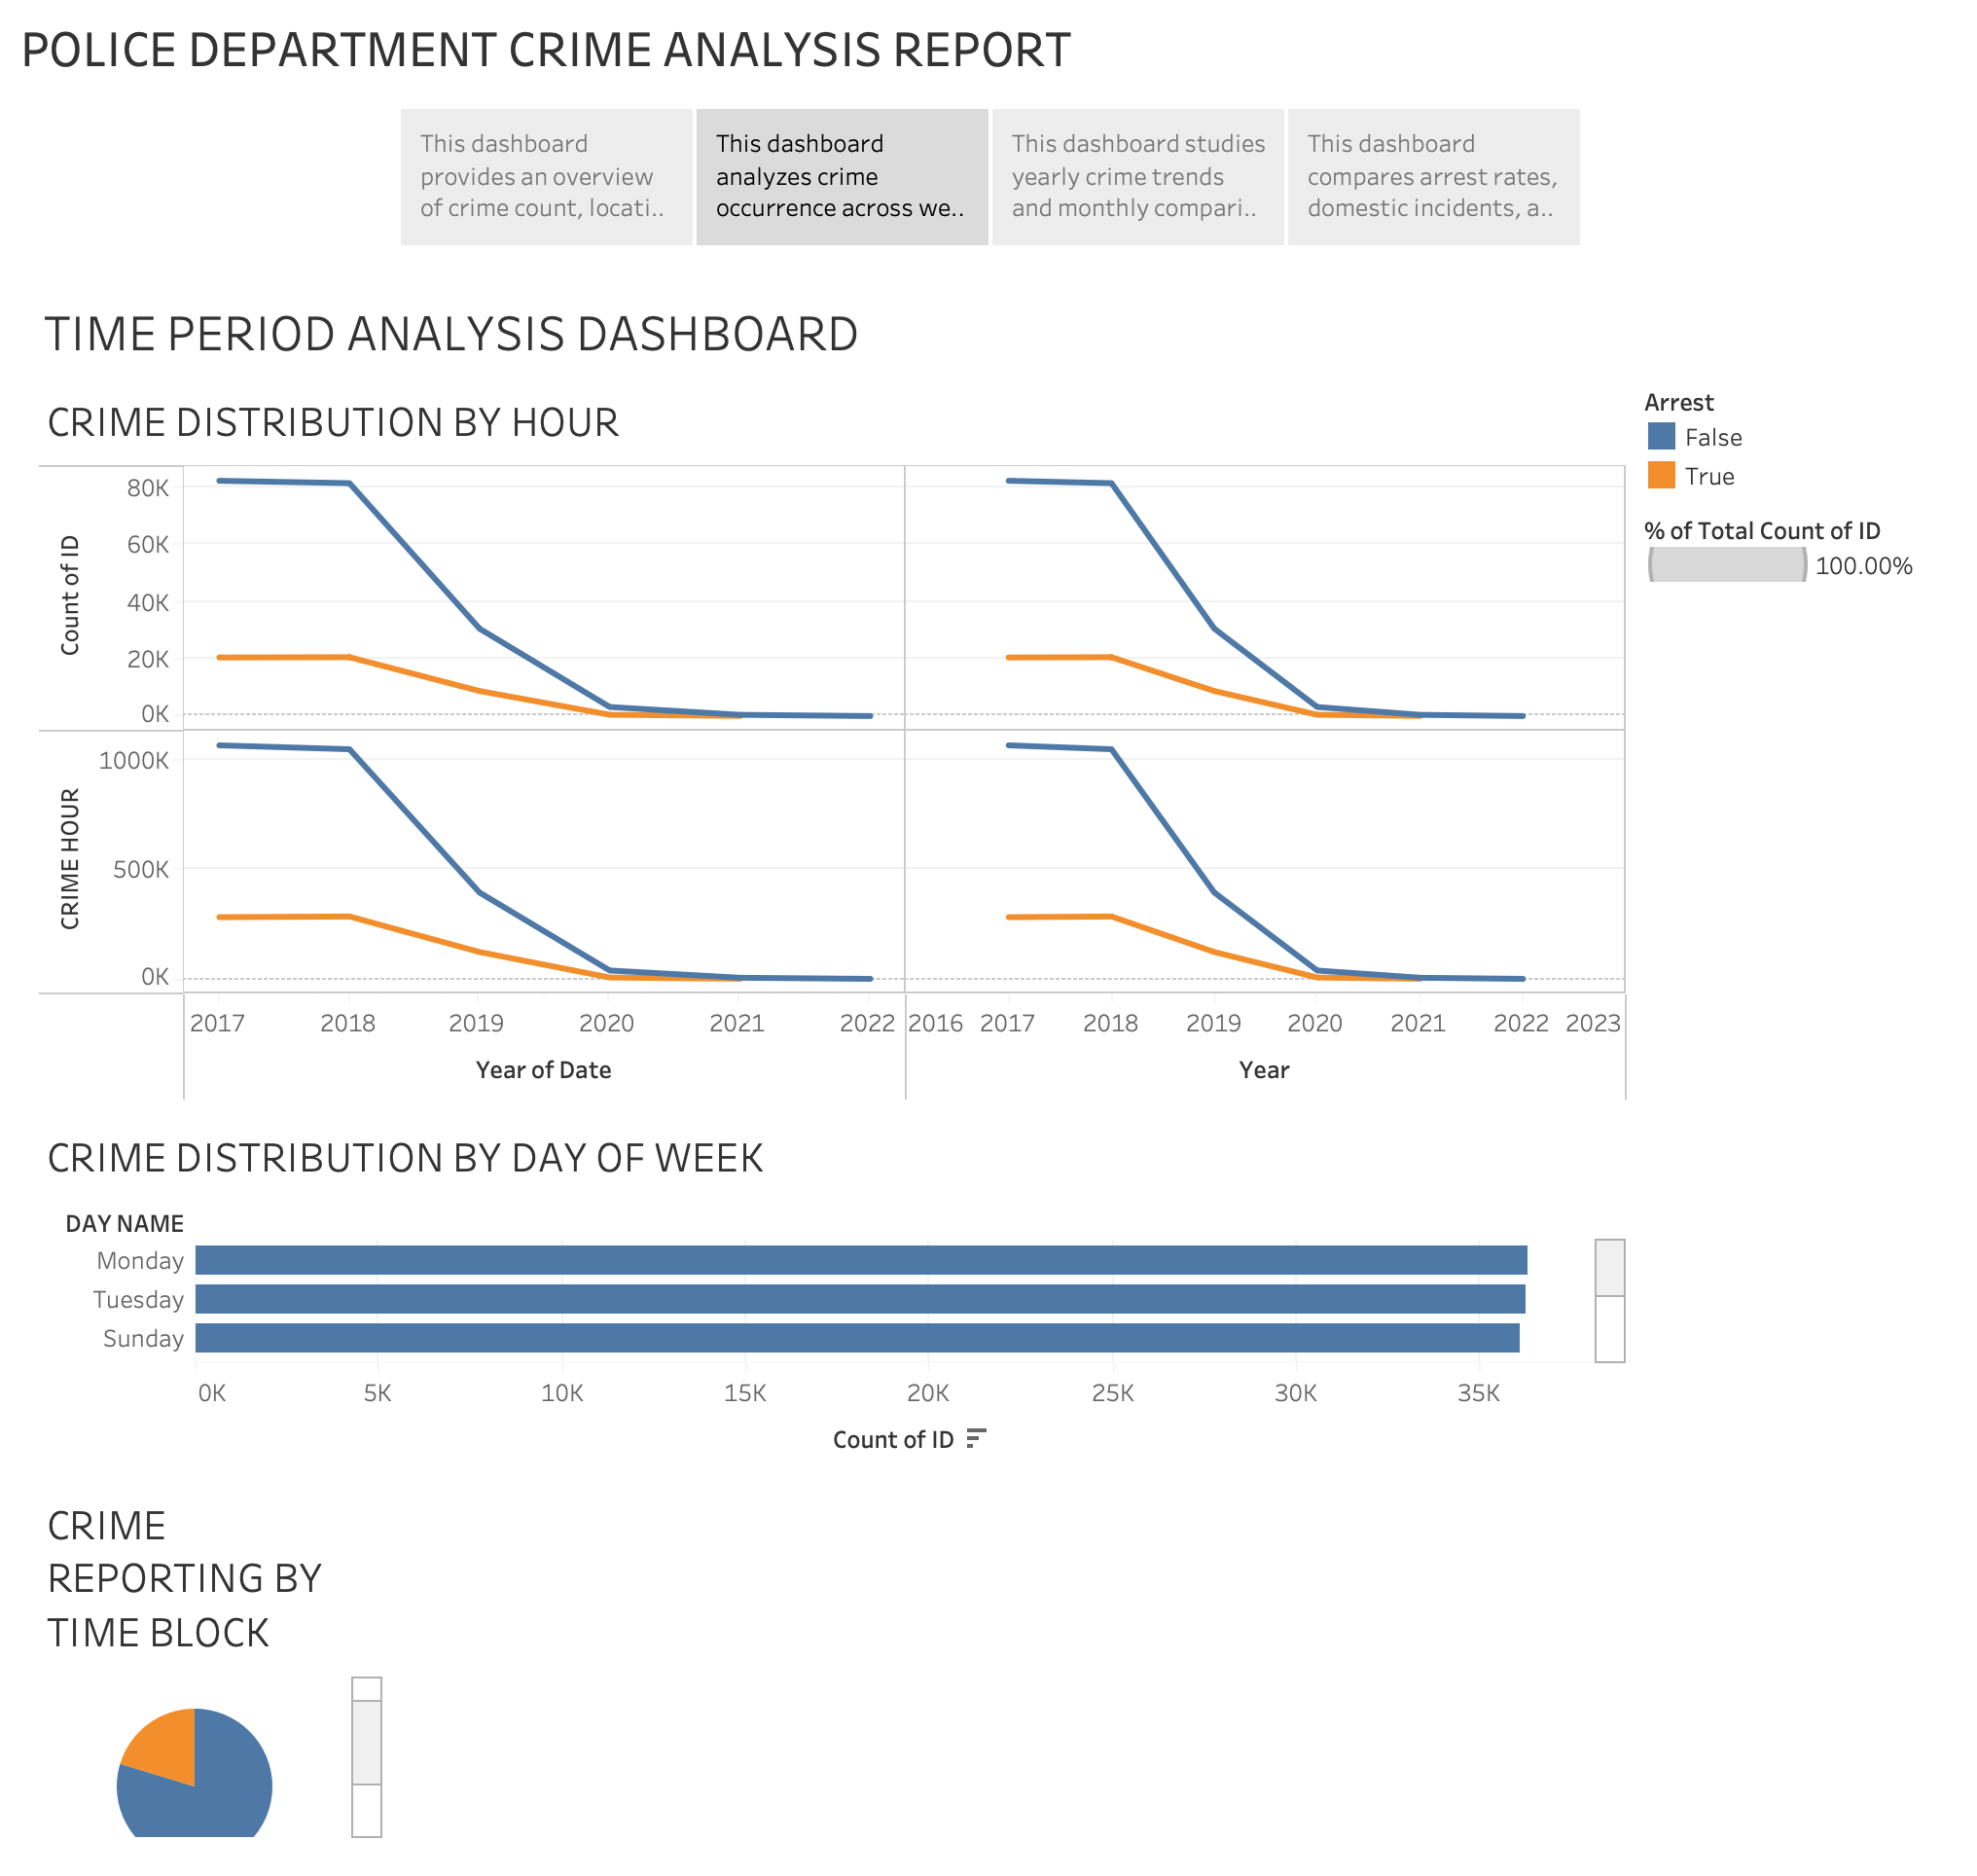 POLICE DEPARTMENT CRIME ANALYSIS REPORT
This dashboard
provides an overview
of crime count, locati..
This dashboard
analyzes crime
occurrence across we..
This dashboard studies
yearly crime trends
and monthly compari..
This dashboard
compares arrest rates,
domestic incidents, a..
TIME PERIOD ANALYSIS DASHBOARD
CRIME DISTRIBUTION BY HOUR
Arrest
False
True
% of Total Count of ID
100.00%
Count of ID
80K
60K
40K
20K
0K
CRIME HOUR
1000K
500K
0K
2017 2018 2019 2020 2021 2022 2016 2017 2018 2019 2020 2021 2022 2023
Year of Date Year
CRIME DISTRIBUTION BY DAY OF WEEK
DAY NAME
Monday
Tuesday
Sunday
0K 5K 10K 15K 20K 25K 30K 35K
Count of ID
CRIME
REPORTING BY
TIME BLOCK